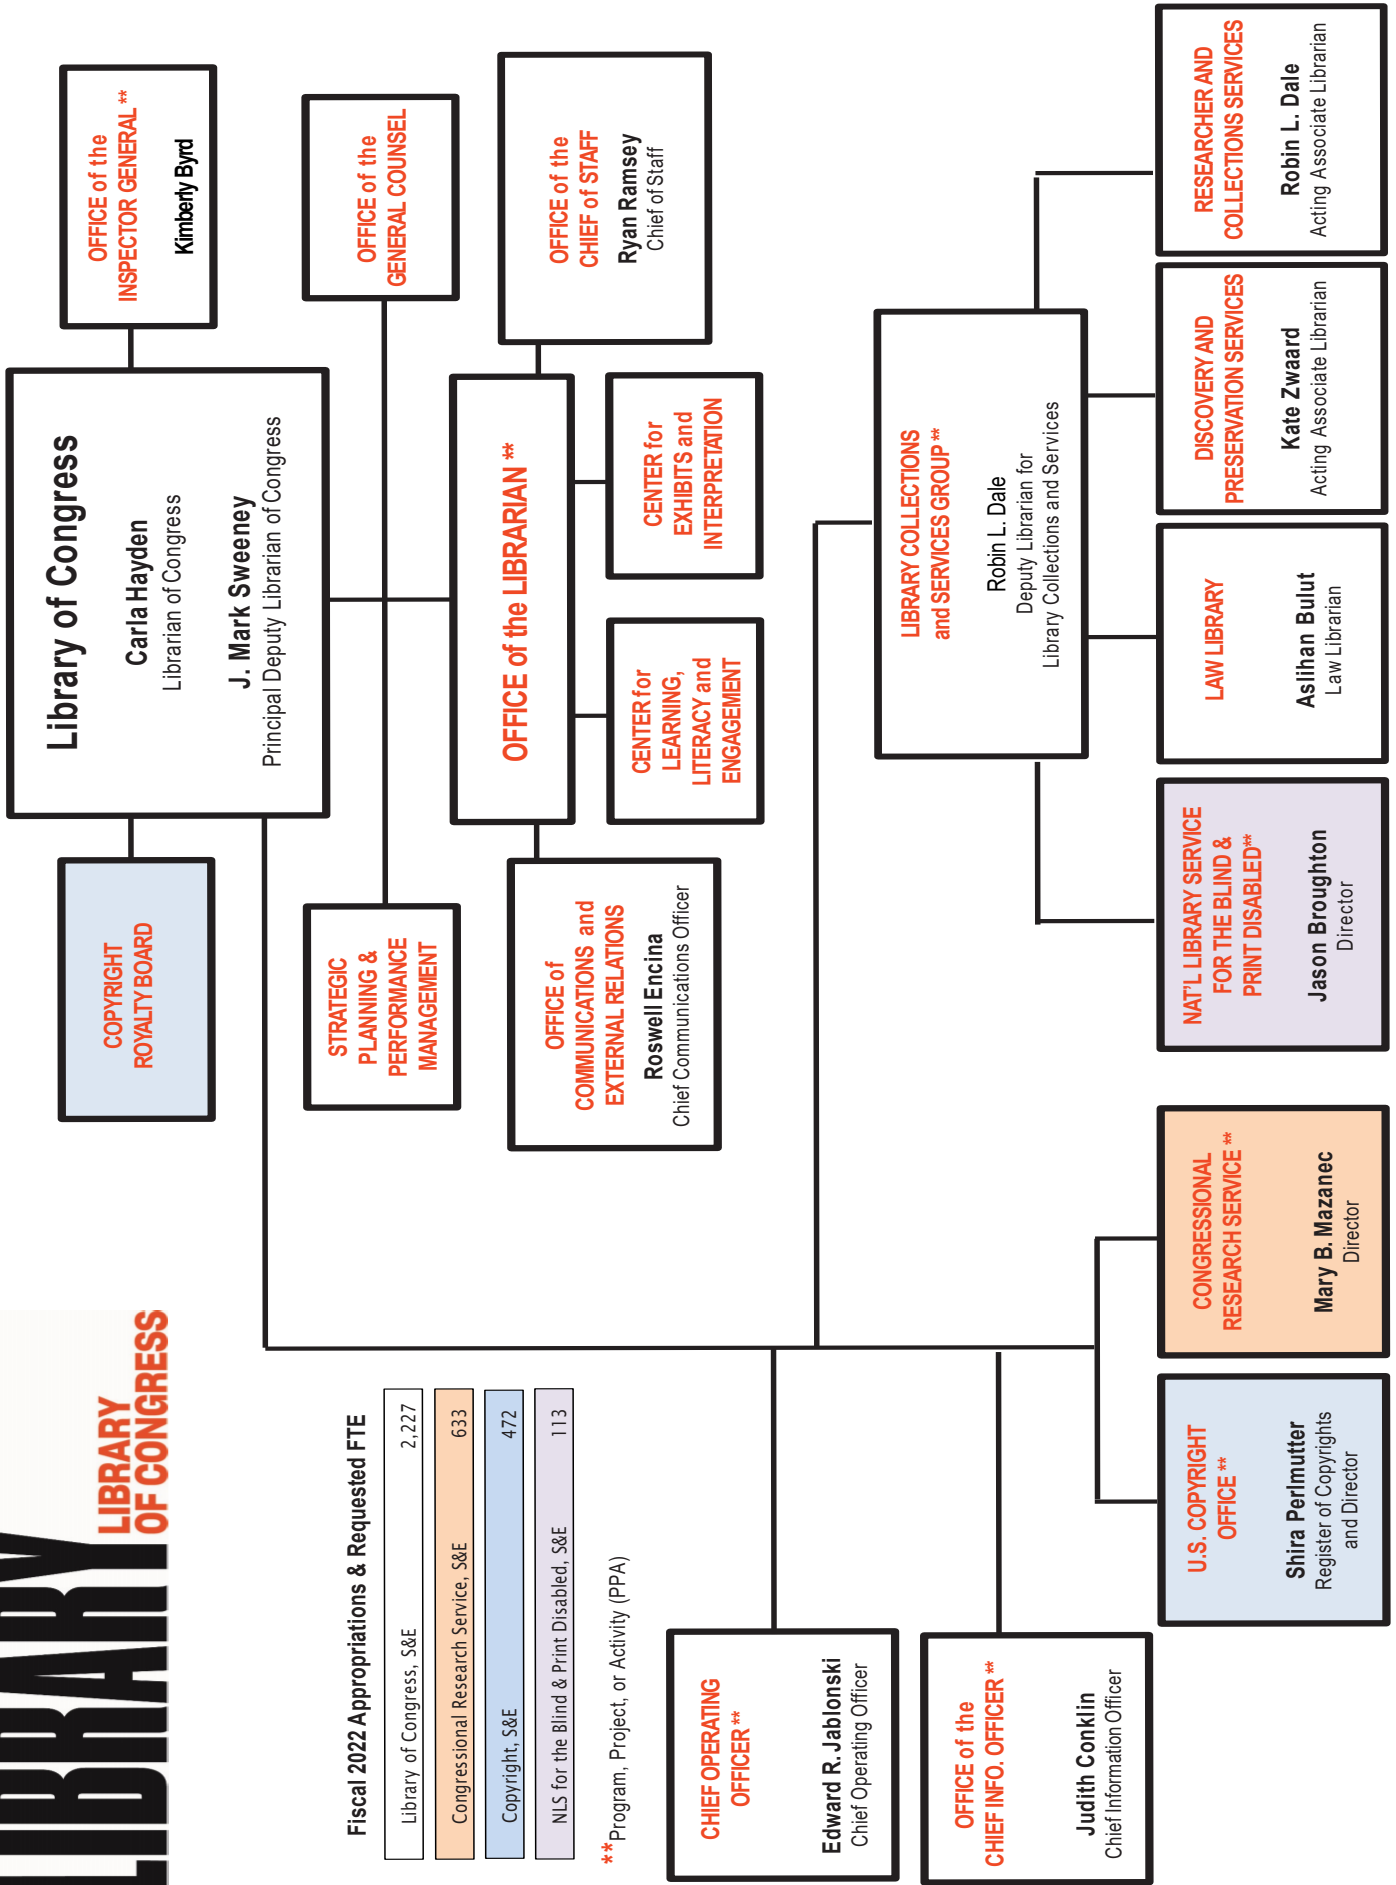 LIBRARY
LIBRARY
OF CONGRESS
Library of Congress
Carla Hayden
Librarian of Congress
J. Mark Sweeney
Principal Deputy Librarian of Congress
COPYRIGHT
ROYALTY BOARD
OFFICE of the
INSPECTOR GENERAL **
Kimberly Byrd
STRATEGIC
PLANNING &
PERFORMANCE
MANAGEMENT
OFFICE of the
GENERAL COUNSEL
OFFICE of the LIBRARIAN **
OFFICE of
COMMUNICATIONS and
EXTERNAL RELATIONS
Roswell Encina
Chief Communications Officer
OFFICE of the
CHIEF of STAFF
Ryan Ramsey
Chief of Staff
CENTER for
LEARNING,
LITERACY and
ENGAGEMENT
CENTER for
EXHIBITS and
INTERPRETATION
Fiscal 2022 Appropriations & Requested FTE
Library of Congress, S&E 2,227
Congressional Research Service, S&E 633
Copyright, S&E 472
NLS for the Blind & Print Disabled, S&E 113
**Program, Project, or Activity (PPA)
CHIEF OPERATING
OFFICER **
Edward R. Jablonski
Chief Operating Officer
OFFICE of the
CHIEF INFO. OFFICER **
Judith Conklin
Chief Information Officer
LIBRARY COLLECTIONS
and SERVICES GROUP **
Robin L. Dale
Deputy Librarian for
Library Collections and Services
U.S. COPYRIGHT
OFFICE **
Shira Perlmutter
Register of Copyrights
and Director
CONGRESSIONAL
RESEARCH SERVICE **
Mary B. Mazanec
Director
NAT'L LIBRARY SERVICE
FOR THE BLIND &
PRINT DISABLED**
Jason Broughton
Director
LAW LIBRARY
Aslihan Bulut
Law Librarian
DISCOVERY AND
PRESERVATION SERVICES
Kate Zwaard
Acting Associate Librarian
RESEARCHER AND
COLLECTIONS SERVICES
Robin L. Dale
Acting Associate Librarian